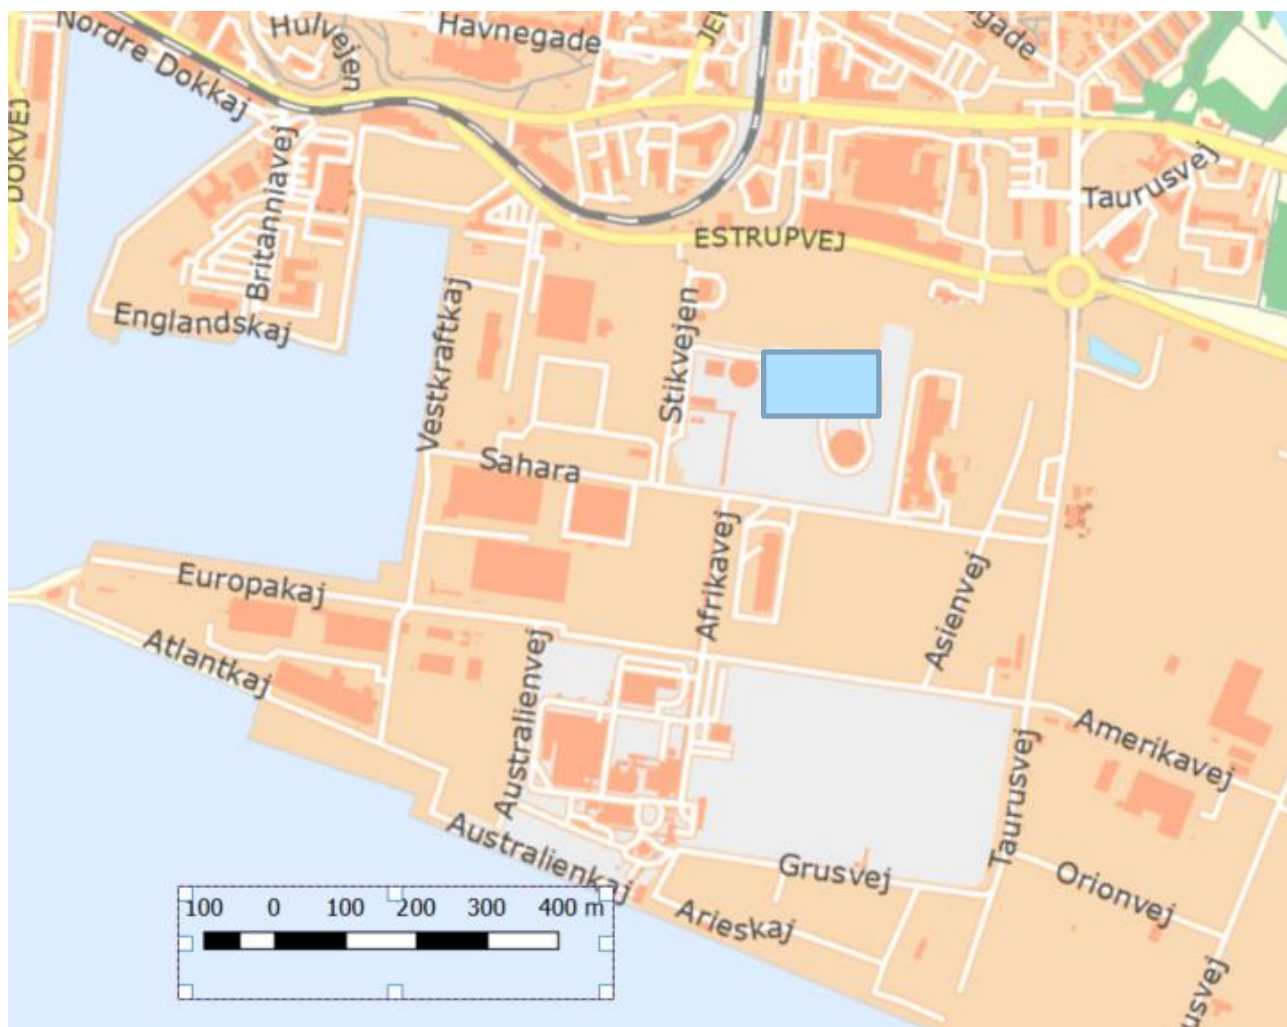 Nordre Dokkaj
Hulvejen
Havnegade
gade
DOKVEJ
Britanniavej
Taurusvej
ESTRUPVEJ
Englandskaj
Vestkraftkaj
Stikvejen
Sahara
Europakaj
Afrikavej
Asienvej
Atlantkaj
Australienvej
Amerikavej
Taurusvej
Australienkaj
Grusvej
Orionvej
Arieskaj
usvej
100 0 100 200 300 400 m